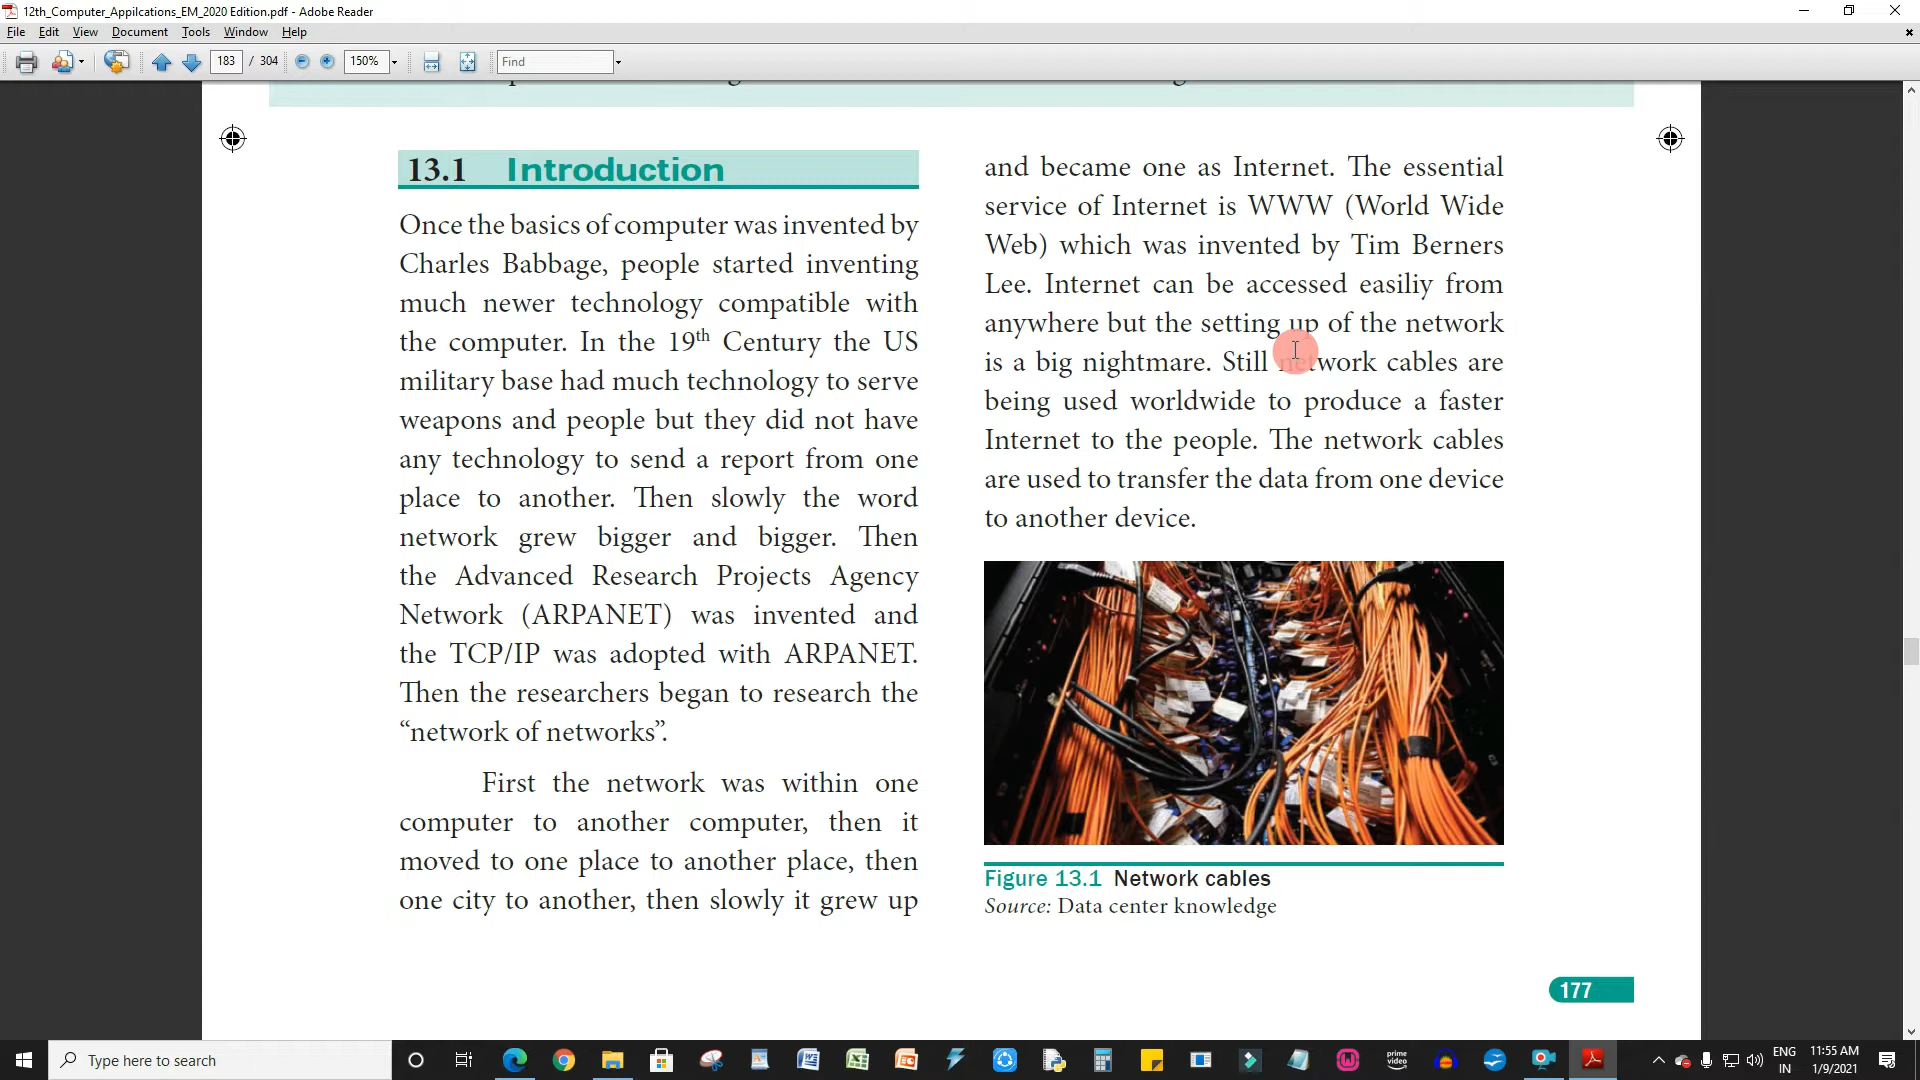 12th_Computer_Appilcations_EM_2020 Edition.pdf - Adobe Reader
File Edit View Document Tools Window Help
183 / 304 150% Find
13.1 Introduction
Once the basics of computer was invented by
Charles Babbage, people started inventing
much newer technology compatible with
the computer. In the 19th Century the US
military base had much technology to serve
weapons and people but they did not have
any technology to send a report from one
place to another. Then slowly the word
network grew bigger and bigger. Then
the Advanced Research Projects Agency
Network (ARPANET) was invented and
the TCP/IP was adopted with ARPANET.
Then the researchers began to research the
“network of networks”.
First the network was within one
computer to another computer, then it
moved to one place to another place, then
one city to another, then slowly it grew up
and became one as Internet. The essential
service of Internet is WWW (World Wide
Web) which was invented by Tim Berners
Lee. Internet can be accessed easiliy from
anywhere but the setting up of the network
is a big nightmare. Still network cables are
being used worldwide to produce a faster
Internet to the people. The network cables
are used to transfer the data from one device
to another device.
Figure 13.1 Network cables
Source: Data center knowledge
177
Type here to search
prime video
ENG
IN
11:55 AM
1/9/2021